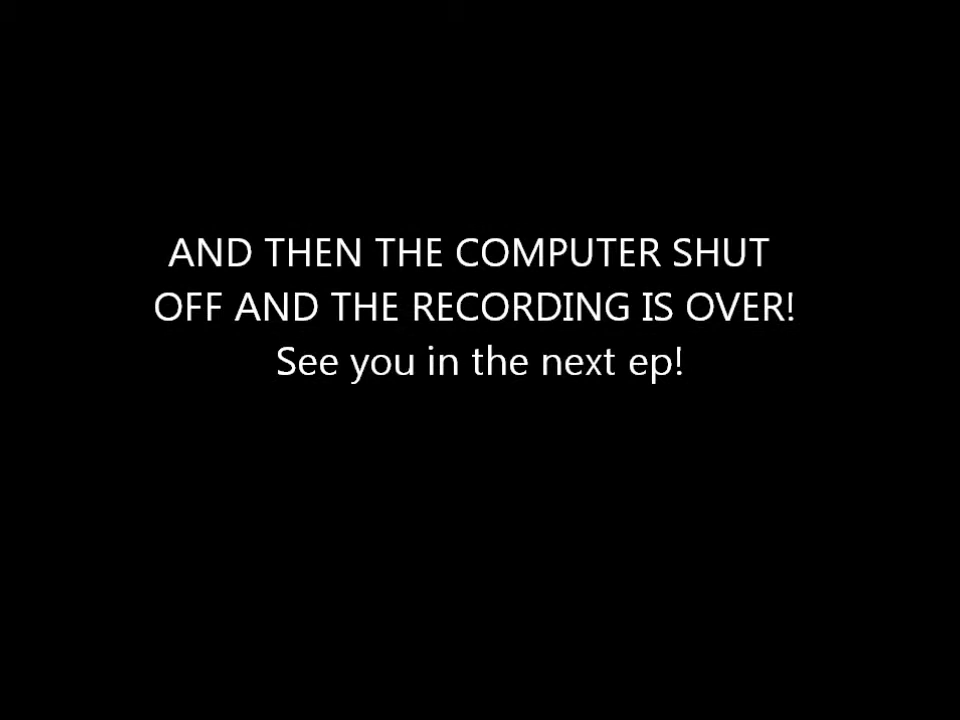 AND THEN THE COMPUTER SHUT
OFF AND THE RECORDING IS OVER!
See you in the next ep!